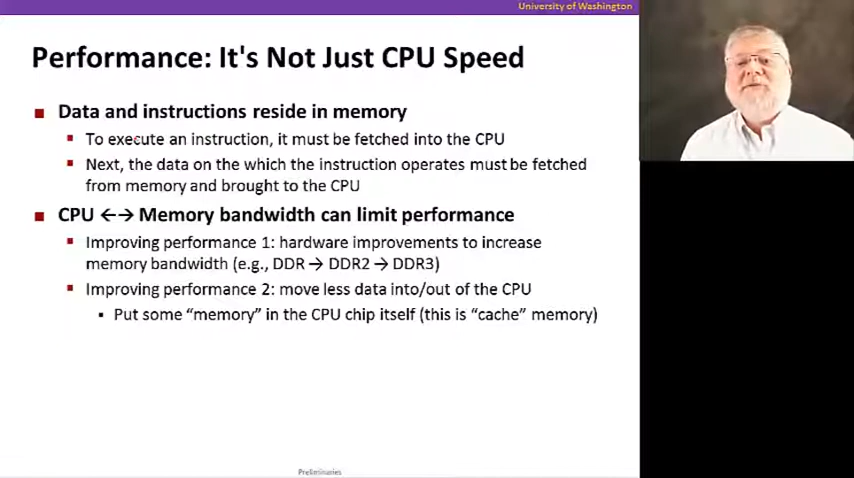 University of Washington
Performance: It's Not Just CPU Speed
■ Data and instructions reside in memory
▪ To execute an instruction, it must be fetched into the CPU
▪ Next, the data on the which the instruction operates must be fetched
from memory and brought to the CPU
■ CPU ←→ Memory bandwidth can limit performance
▪ Improving performance 1: hardware improvements to increase
memory bandwidth (e.g., DDR → DDR2 → DDR3)
▪ Improving performance 2: move less data into/out of the CPU
▪ Put some “memory” in the CPU chip itself (this is “cache” memory)
Preliminaries